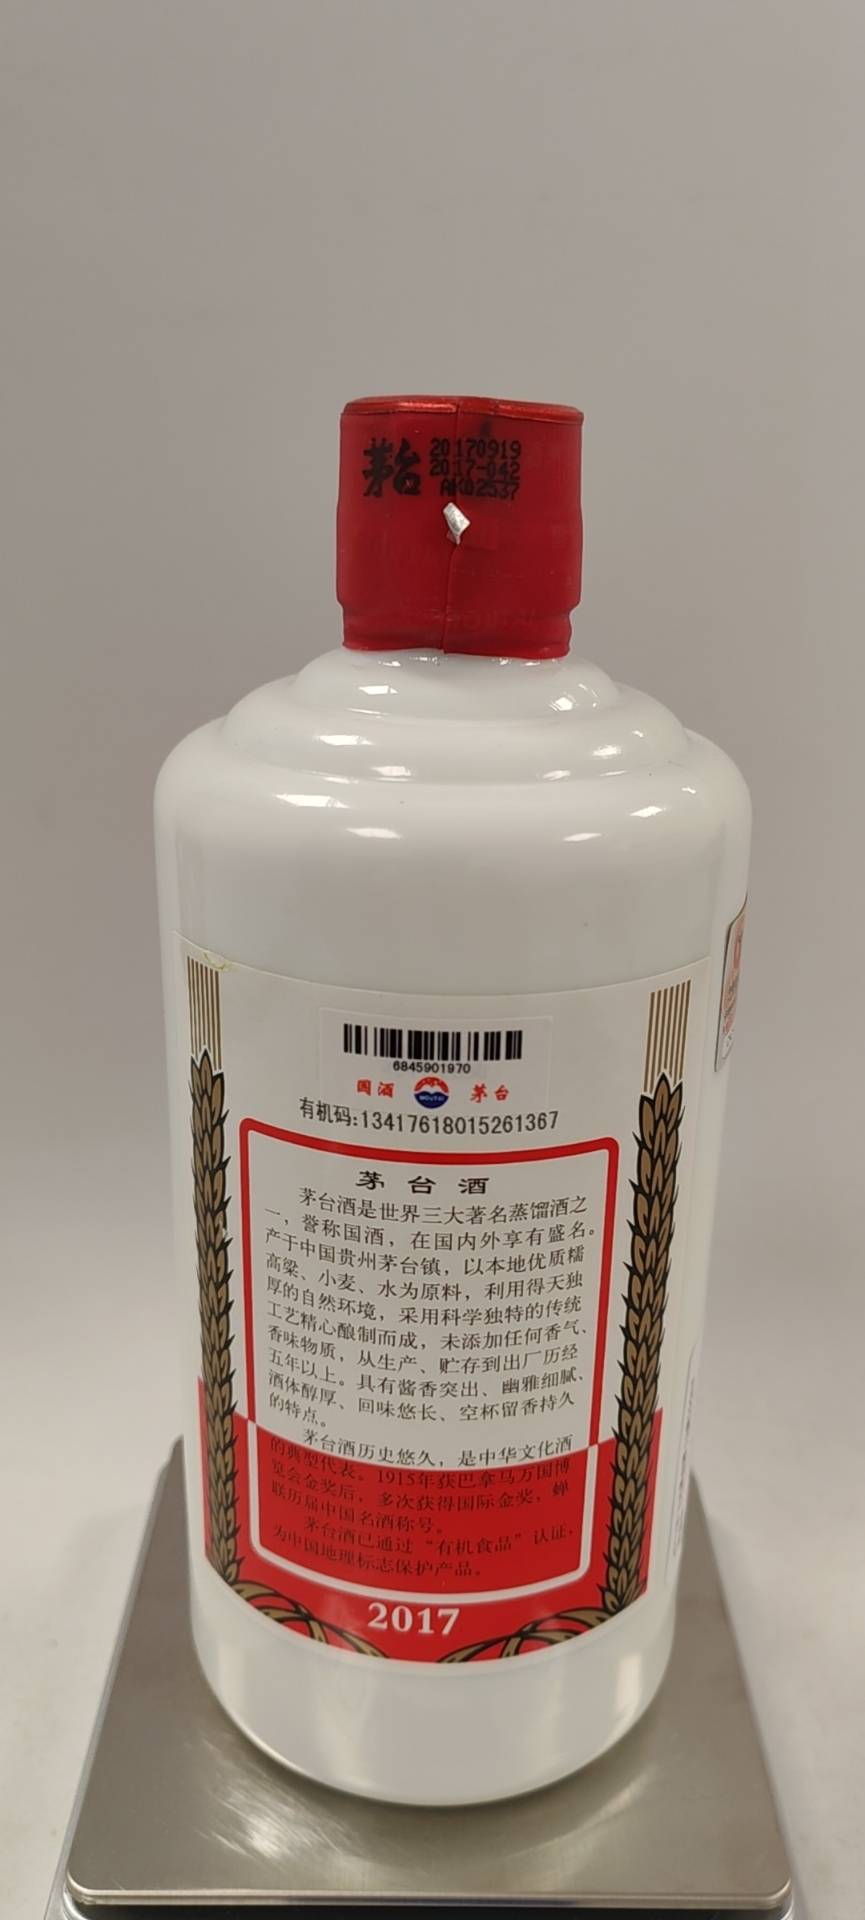 茅台 20170919
2017-042
AK02537
6845901970
国酒 MOUTAI 茅台
有机码:13417618015261367
茅台酒
茅台酒是世界三大著名蒸馏酒之
一，誉称国酒，在国内外享有盛名。
产于中国贵州茅台镇，以本地优质糯
高粱、小麦、水为原料，利用得天独
厚的自然环境，采用科学独特的传统
工艺精心酿制而成，未添加任何香气、
香味物质，从生产、贮存到出厂历经
五年以上。具有酱香突出、幽雅细腻、
酒体醇厚、回味悠长、空杯留香持久
的特点。
茅台酒历史悠久，是中华文化酒
的典型代表。1915年获巴拿马万国博
览会金奖后，多次获得国际金奖，蝉
联历届中国名酒称号。
茅台酒已通过“有机食品”认证，
为中国地理标志保护产品。
2017